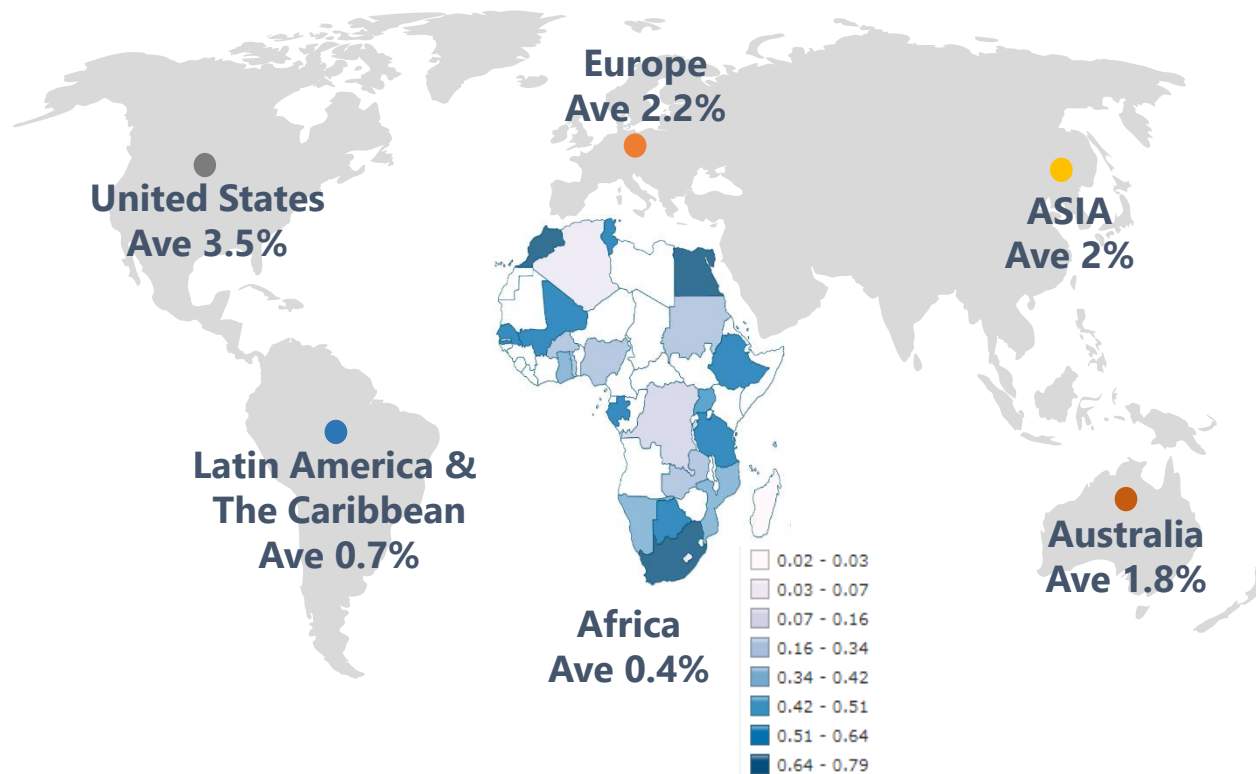 Europe
Ave 2.2%
United States
Ave 3.5%
ASIA
Ave 2%
Latin America &
The Caribbean
Ave 0.7%
Australia
Ave 1.8%
Africa
Ave 0.4%
0.02 - 0.03
0.03 - 0.07
0.07 - 0.16
0.16 - 0.34
0.34 - 0.42
0.42 - 0.51
0.51 - 0.64
0.64 - 0.79